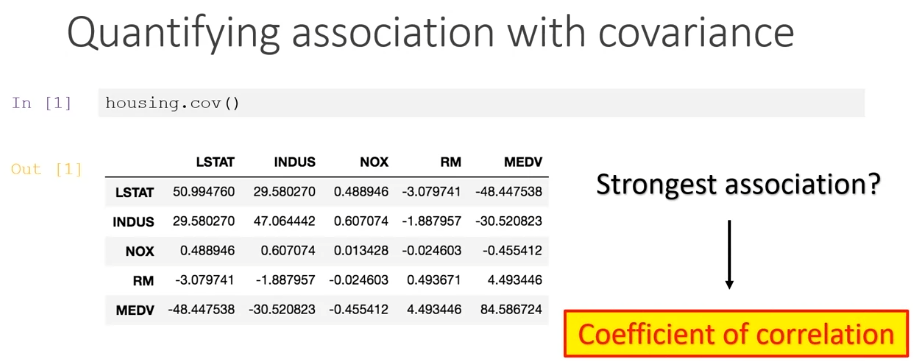 Quantifying association with covariance
In [1] housing.cov()
Out [1]
LSTAT INDUS NOX RM MEDV
LSTAT 50.994760 29.580270 0.488946 -3.079741 -48.447538
INDUS 29.580270 47.064442 0.607074 -1.887957 -30.520823
NOX 0.488946 0.607074 0.013428 -0.024603 -0.455412
RM -3.079741 -1.887957 -0.024603 0.493671 4.493446
MEDV -48.447538 -30.520823 -0.455412 4.493446 84.586724
Strongest association?
Coefficient of correlation